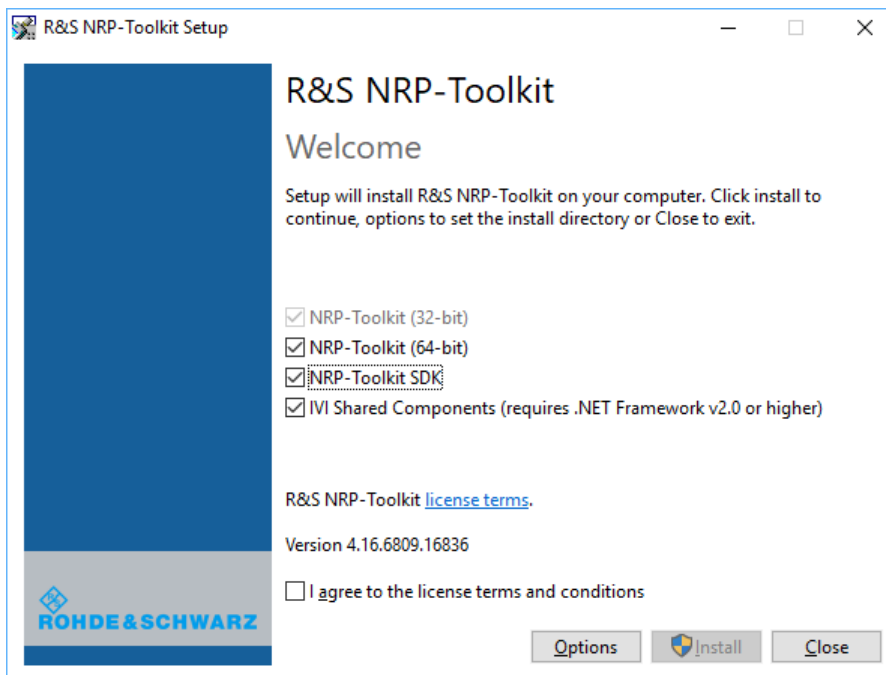 R&S NRP-Toolkit Setup
R&S NRP-Toolkit
Welcome
Setup will install R&S NRP-Toolkit on your computer. Click install to
continue, options to set the install directory or Close to exit.
NRP-Toolkit (32-bit)
NRP-Toolkit (64-bit)
NRP-Toolkit SDK
IVI Shared Components (requires .NET Framework v2.0 or higher)
R&S NRP-Toolkit license terms.
Version 4.16.6809.16836
I agree to the license terms and conditions
ROHDE&SCHWARZ
Options Install Close